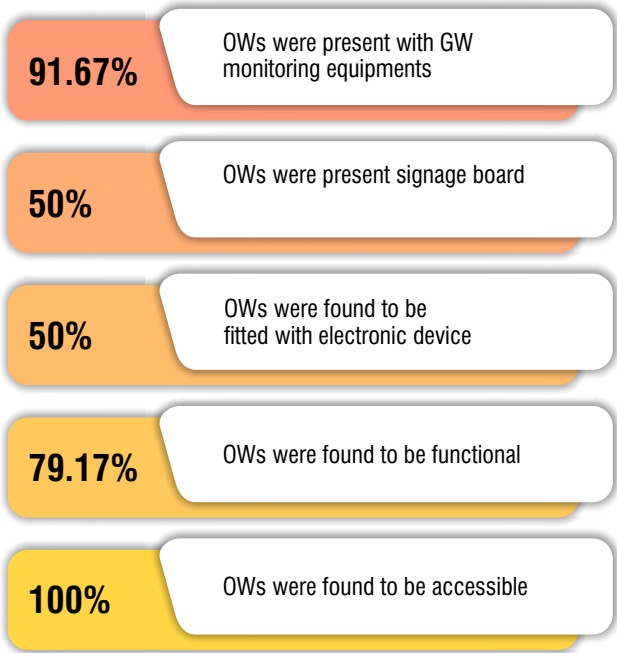 91.67%
OWs were present with GW
monitoring equipments
50%
OWs were present signage board
50%
OWs were found to be
fitted with electronic device
79.17%
OWs were found to be functional
100%
OWs were found to be accessible